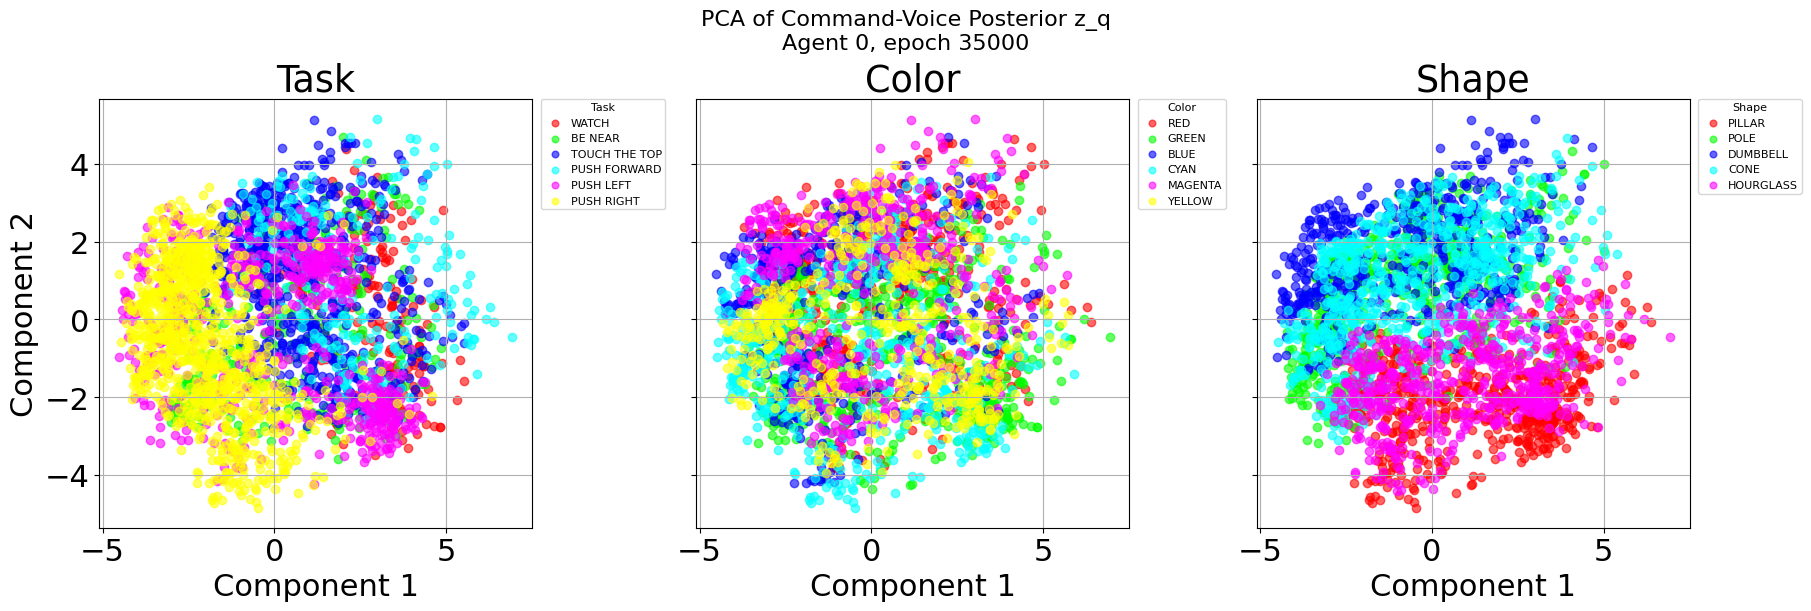 PCA of Command-Voice Posterior z_q
Agent 0, epoch 35000
Task
Component 2
4
2
0
−2
−4
−5
0
5
Component 1
Task
WATCH
BE NEAR
TOUCH THE TOP
PUSH FORWARD
PUSH LEFT
PUSH RIGHT
Color
−5
0
5
Component 1
Color
RED
GREEN
BLUE
CYAN
MAGENTA
YELLOW
Shape
−5
0
5
Component 1
Shape
PILLAR
POLE
DUMBBELL
CONE
HOURGLASS